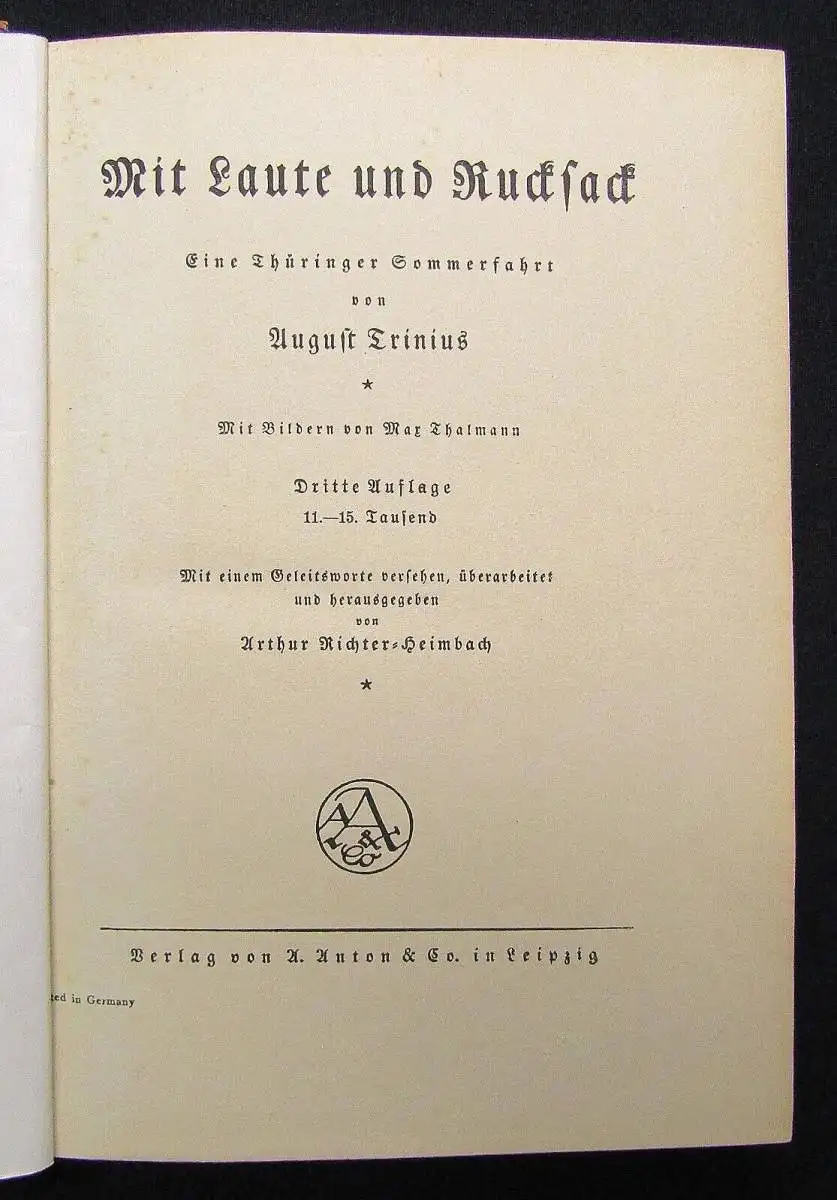 Mit Laute und Rucksack
Eine Thüringer Sommerfahrt
von
August Trinius
★
Mit Bildern von Max Thalmann
Dritte Auflage
11.—15. Tausend
Mit einem Geleitsworte versehen, überarbeitet
und herausgegeben
von
Arthur Richter-Heimbach
★
Verlag von A. Anton & Co. in Leipzig
ted in Germany